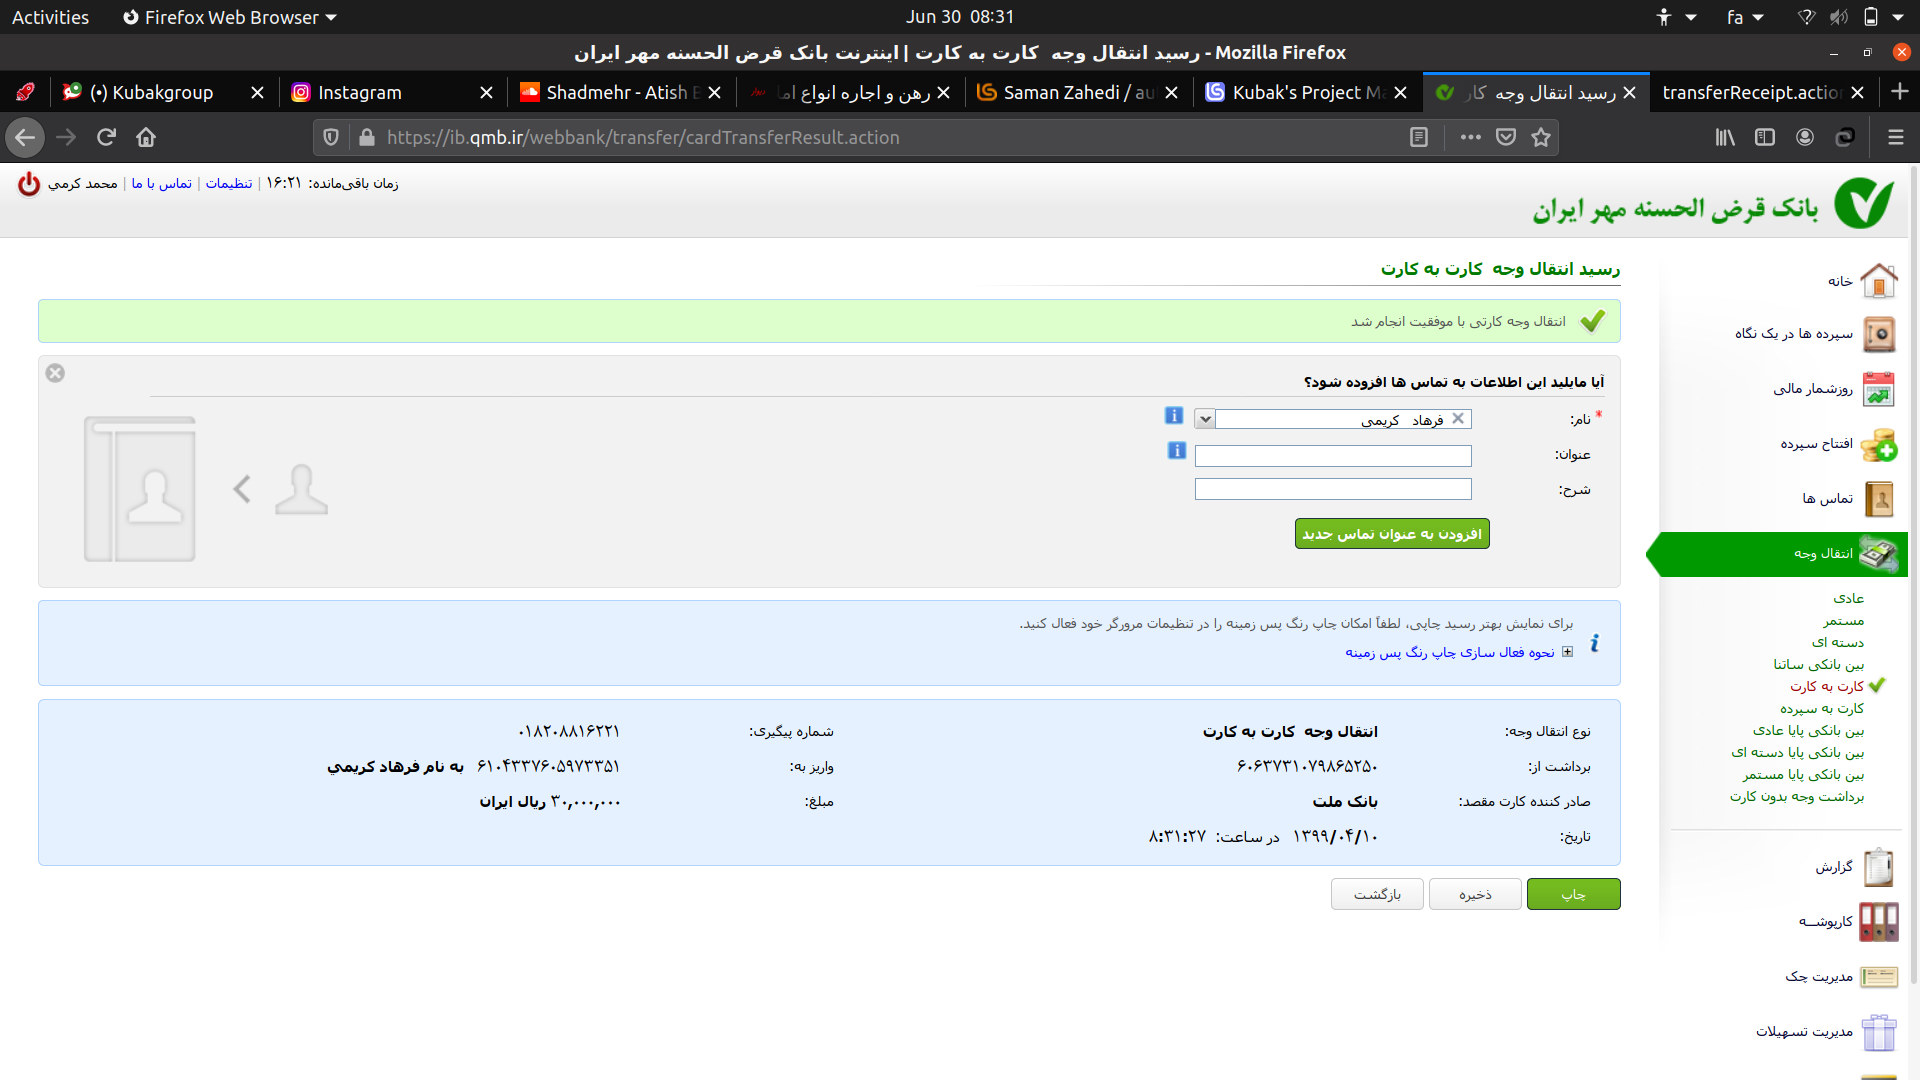 Activities
Firefox Web Browser
Jun 30 08:31
fa
رسید انتقال وجه کارت به کارت | اینترنت بانک قرض الحسنه مهر ایران - Mozilla Firefox
(•) Kubakgroup
Instagram
Shadmehr - Atish B
رهن و اجاره انواع اما
Saman Zahedi / au
Kubak's Project Ma
رسید انتقال وجه کار
transferReceipt.action
https://ib.qmb.ir/webbank/transfer/cardTransferResult.action
زمان باقی‌مانده: ۱۶:۲۱ | تنظیمات | تماس با ما | محمد کرمي
بانک قرض الحسنه مهر ایران
رسید انتقال وجه کارت به کارت
انتقال وجه کارتی با موفقیت انجام شد
آیا مایلید این اطلاعات به تماس ها افزوده شود؟
* نام:
فرهاد کریمی
عنوان:
شرح:
افزودن به عنوان تماس جدید
برای نمایش بهتر رسید چاپی، لطفاً امکان چاپ رنگ پس زمینه را در تنظیمات مرورگر خود فعال کنید.
نحوه فعال سازی چاپ رنگ پس زمینه
نوع انتقال وجه: انتقال وجه کارت به کارت
شماره پیگیری: ۰۱۸۲۰۸۸۱۶۲۲۱
برداشت از: ۶۰۶۳۷۳۱۰۷۹۸۶۵۲۵۰
واریز به: ۶۱۰۴۳۳۷۶۰۵۹۷۳۳۵۱ به نام فرهاد کريمي
صادر کننده کارت مقصد: بانک ملت
مبلغ: ۳۰,۰۰۰,۰۰۰ ریال ایران
تاریخ: ۱۳۹۹/۰۴/۱۰ در ساعت: ۸:۳۱:۲۷
چاپ
ذخیره
بازگشت
خانه
سپرده ها در یک نگاه
روزشمار مالی
افتتاح سپرده
تماس ها
انتقال وجه
عادی
مستمر
دسته ای
بین بانکی ساتنا
کارت به کارت
کارت به سپرده
بین بانکی پایا عادی
بین بانکی پایا دسته ای
بین بانکی پایا مستمر
برداشت وجه بدون کارت
گزارش
کارپوشــه
مدیریت چک
مدیریت تسهیلات